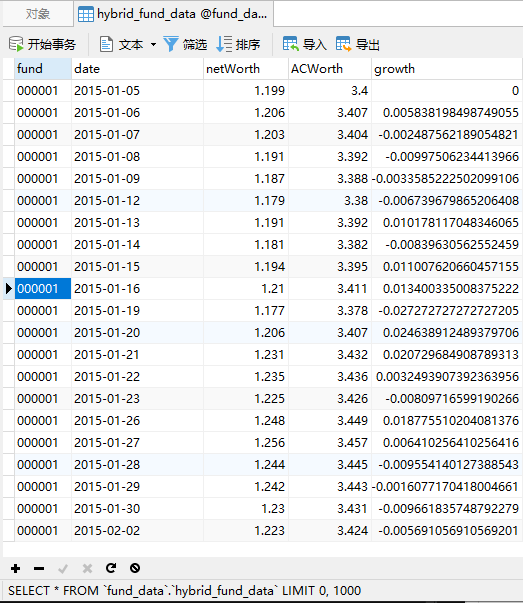 对象 hybrid_fund_data @fund_da...
开始事务 文本 筛选 排序 导入 导出
fund date netWorth ACWorth growth
000001 2015-01-05 1.199 3.4 0
000001 2015-01-06 1.206 3.407 0.005838198498749055
000001 2015-01-07 1.203 3.404 -0.002487562189054821
000001 2015-01-08 1.191 3.392 -0.00997506234413966
000001 2015-01-09 1.187 3.388 -0.0033585222502099106
000001 2015-01-12 1.179 3.38 -0.006739679865206408
000001 2015-01-13 1.191 3.392 0.010178117048346065
000001 2015-01-14 1.181 3.382 -0.00839630562552459
000001 2015-01-15 1.194 3.395 0.011007620660457155
000001 2015-01-16 1.21 3.411 0.013400335008375222
000001 2015-01-19 1.177 3.378 -0.027272727272727205
000001 2015-01-20 1.206 3.407 0.024638912489379706
000001 2015-01-21 1.231 3.432 0.020729684908789313
000001 2015-01-22 1.235 3.436 0.0032493907392363956
000001 2015-01-23 1.225 3.426 -0.00809716599190266
000001 2015-01-26 1.248 3.449 0.018775510204081376
000001 2015-01-27 1.256 3.457 0.006410256410256416
000001 2015-01-28 1.244 3.445 -0.009554140127388543
000001 2015-01-29 1.242 3.443 -0.0016077170418004661
000001 2015-01-30 1.23 3.431 -0.009661835748792279
000001 2015-02-02 1.223 3.424 -0.005691056910569201
SELECT * FROM `fund_data`.`hybrid_fund_data` LIMIT 0, 1000